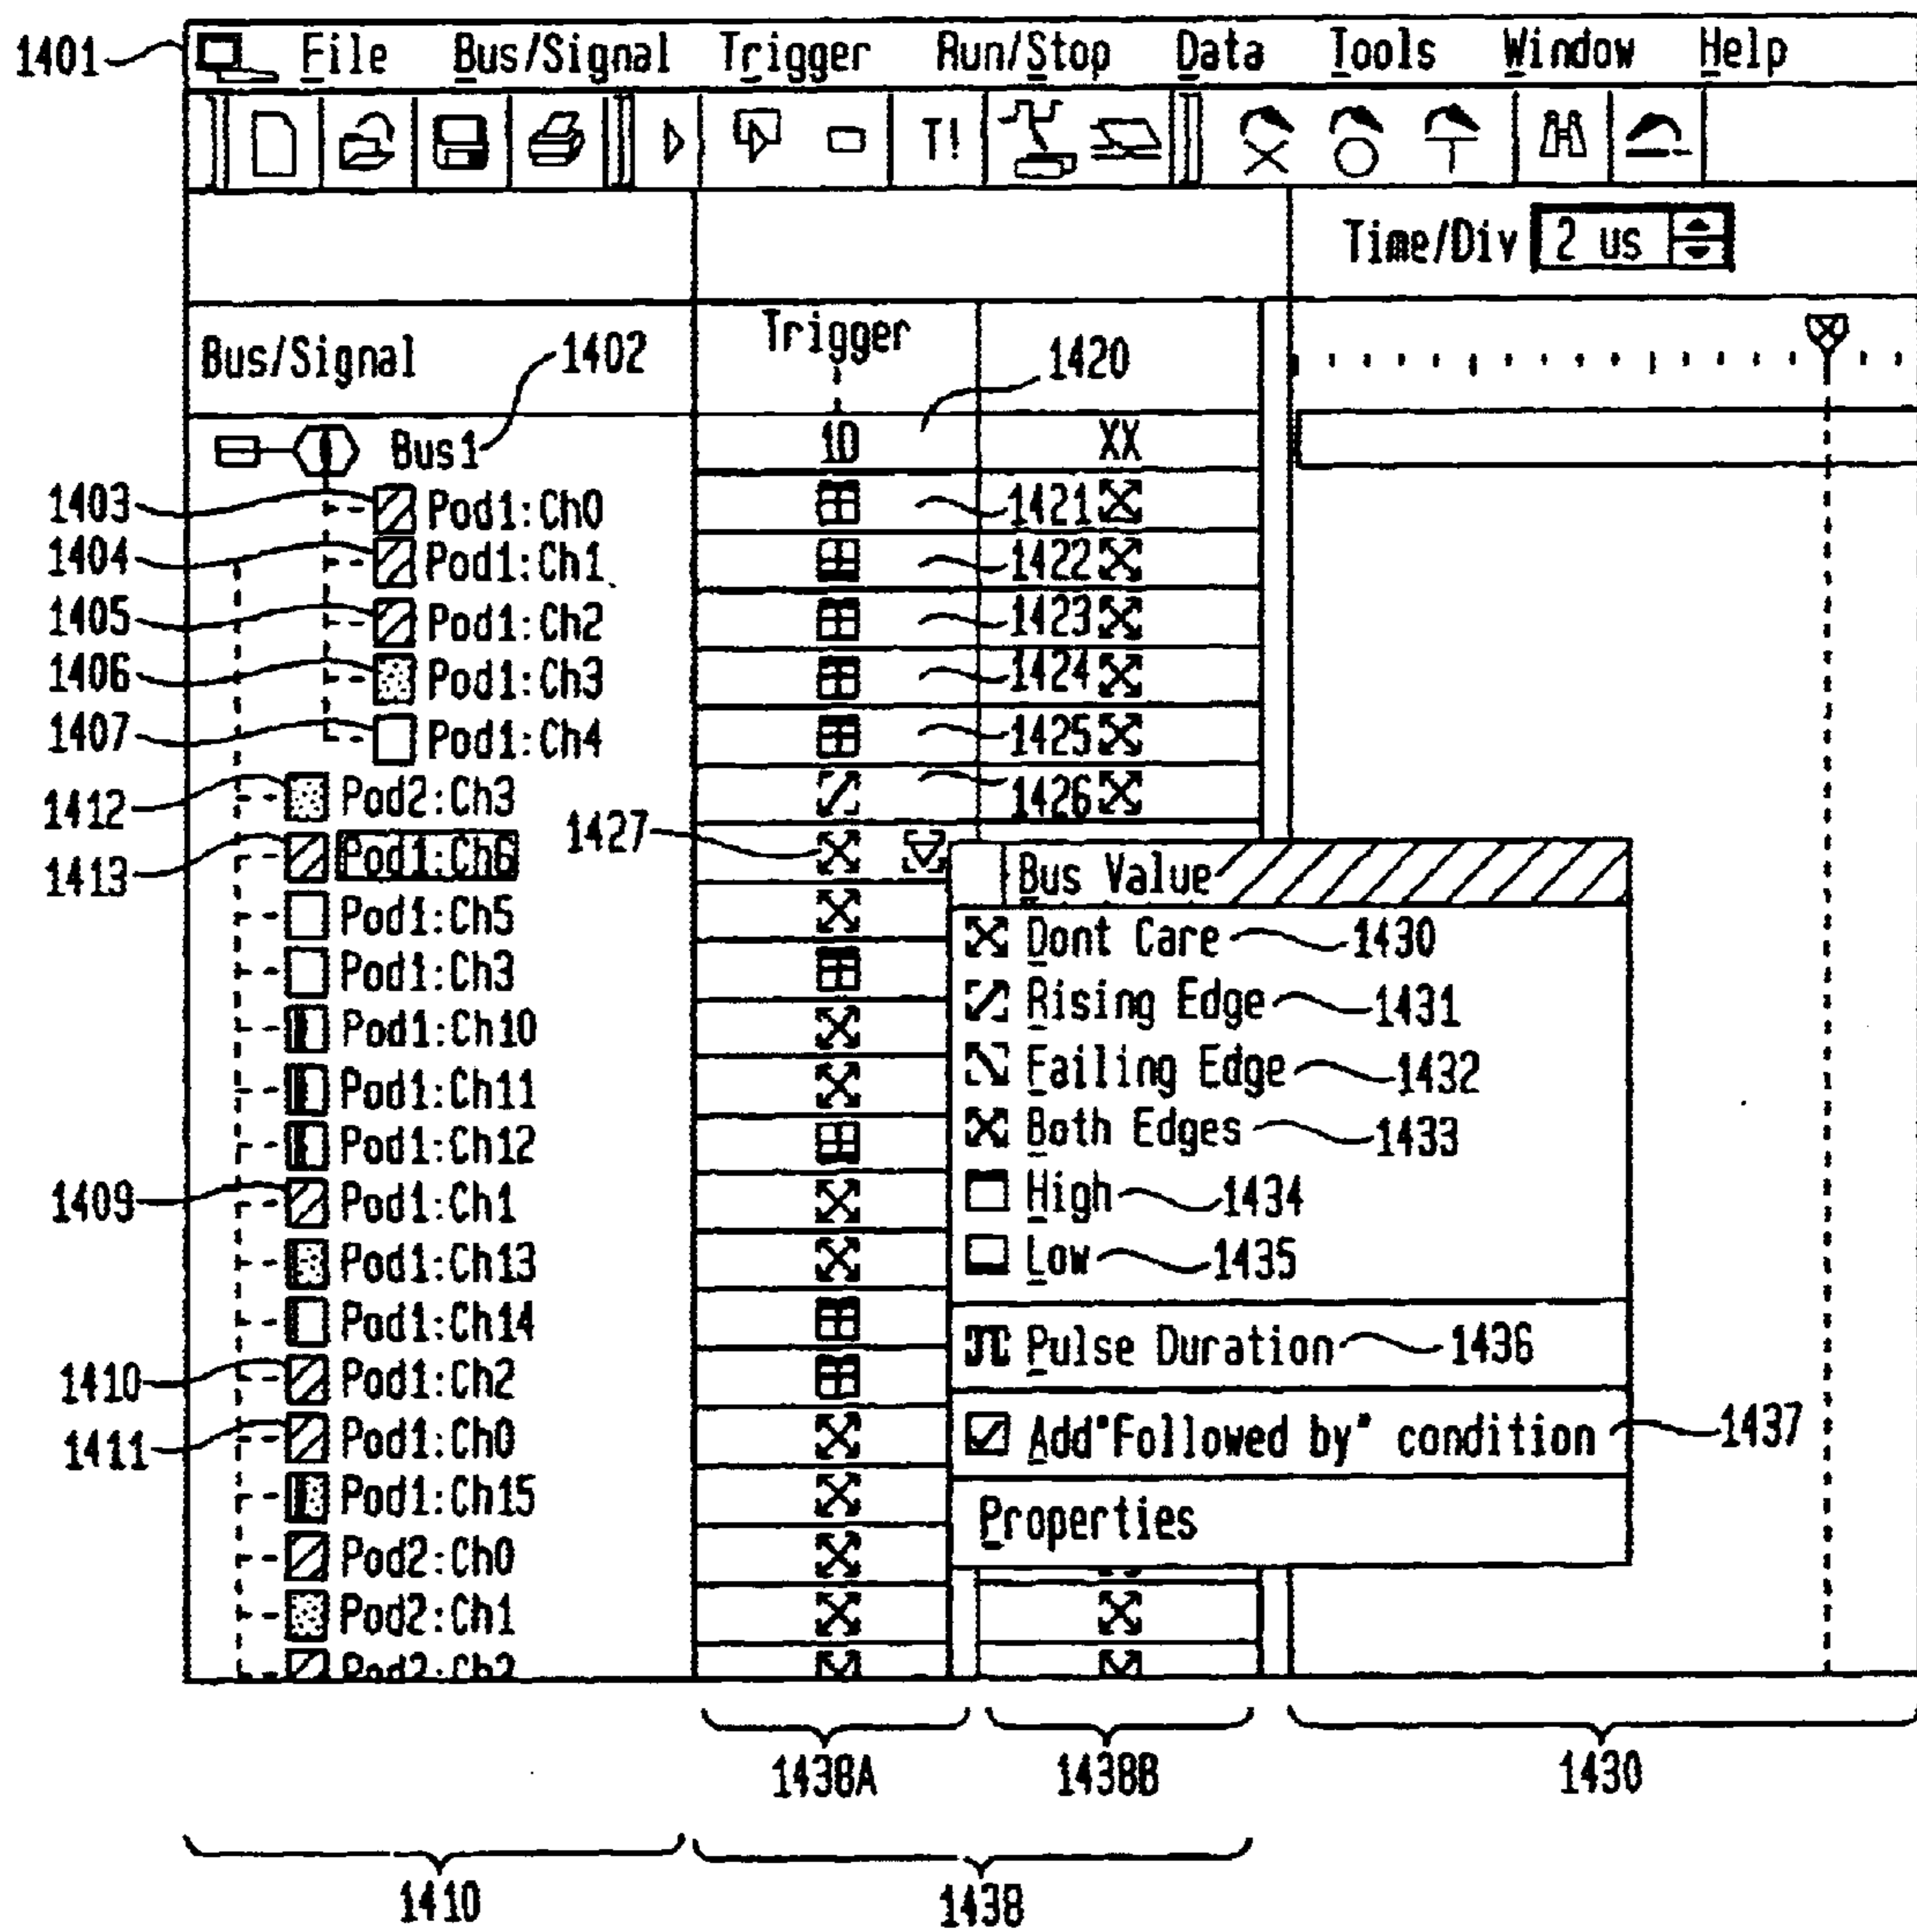 1401 File Bus/Signal Trigger Run/Stop Data Tools Window Help
T!
Time/Div 2 us
Bus/Signal 1402 Trigger 1420
Bus1 10 XX
1403 Pod1:Ch0 1421
1404 Pod1:Ch1 1422
1405 Pod1:Ch2 1423
1406 Pod1:Ch3 1424
1407 Pod1:Ch4 1425
1412 Pod2:Ch3 1426
1413 Pod1:Ch6 1427
Bus Value
Pod1:Ch5 Dont Care 1430
Pod1:Ch3 Rising Edge 1431
Pod1:Ch10
Pod1:Ch11 Failing Edge 1432
Pod1:Ch12 Both Edges 1433
1409 Pod1:Ch1 High 1434
Pod1:Ch13 Low 1435
Pod1:Ch14 Pulse Duration 1436
1410 Pod1:Ch2
1411 Pod1:Ch0 Add"Followed by" condition 1437
Pod1:Ch15
Properties
Pod2:Ch0
Pod2:Ch1
Pod2:Ch2
1438A 1438B 1430
1410 1438